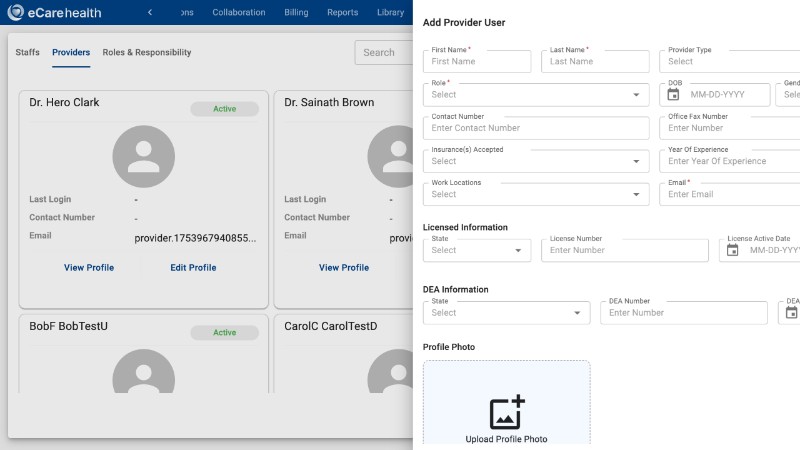 eCarehealth
ons Collaboration Billing Reports Library
Staffs Providers Roles & Responsibility
Search
Dr. Hero Clark
Active
Last Login -
Contact Number -
Email provider.1753967940855...
View Profile Edit Profile
Dr. Sainath Brown
Last Login
Contact Number
Email provid
View Profile
BobF BobTestU
Active
CarolC CarolTestD
Add Provider User
First Name *
First Name
Last Name *
Last Name
Provider Type
Select
Role *
Select
DOB
MM-DD-YYYY
Gend
Sele
Contact Number
Enter Contact Number
Office Fax Number
Enter Number
Insurance(s) Accepted
Select
Year Of Experience
Enter Year Of Experience
Work Locations
Select
Email *
Enter Email
Licensed Information
State
Select
License Number
Enter Number
License Active Date
MM-DD-YYY
DEA Information
State
Select
DEA Number
Enter Number
DEA
Profile Photo
Upload Profile Photo